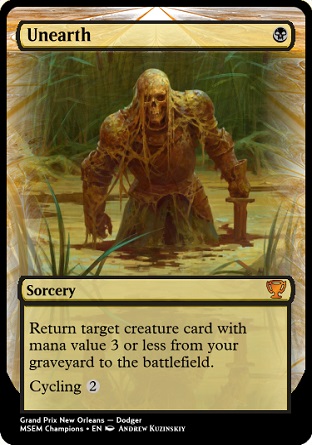 Unearth
Sorcery
Return target creature card with
mana value 3 or less from your
graveyard to the battlefield.
Cycling 2
Grand Prix New Orleans — Dodger
MSEM Champions • EN Andrew Kuzinskiy